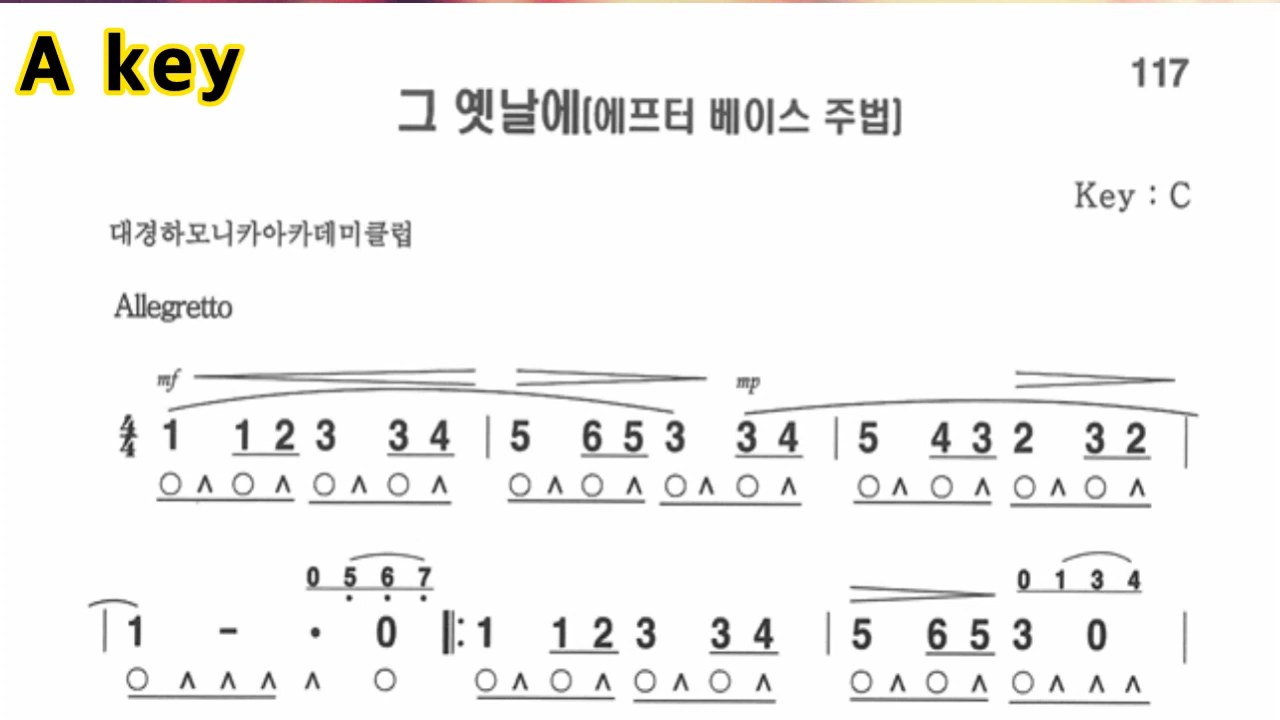 A key
117
그 옛날에(에프터 베이스 주법)
Key : C
대경하모니카아카데미클럽
Allegretto
mf mp
4/4 1 1 2 3 3 4 | 5 6 5 3 3 4 | 5 4 3 2 3 2 |
○ ∧ ○ ∧ ○ ∧ ○ ∧ ○ ∧ ○ ∧ ○ ∧ ○ ∧ ○ ∧ ○ ∧ ○ ∧ ○ ∧
0 5 6 7 0 1 3 4
| 1 - · 0 ‖: 1 1 2 3 3 4 | 5 6 5 3 0 |
○ ∧ ∧ ∧ ∧ ○ ○ ∧ ○ ∧ ○ ∧ ○ ∧ ○ ∧ ○ ∧ ○ ∧ ∧ ∧